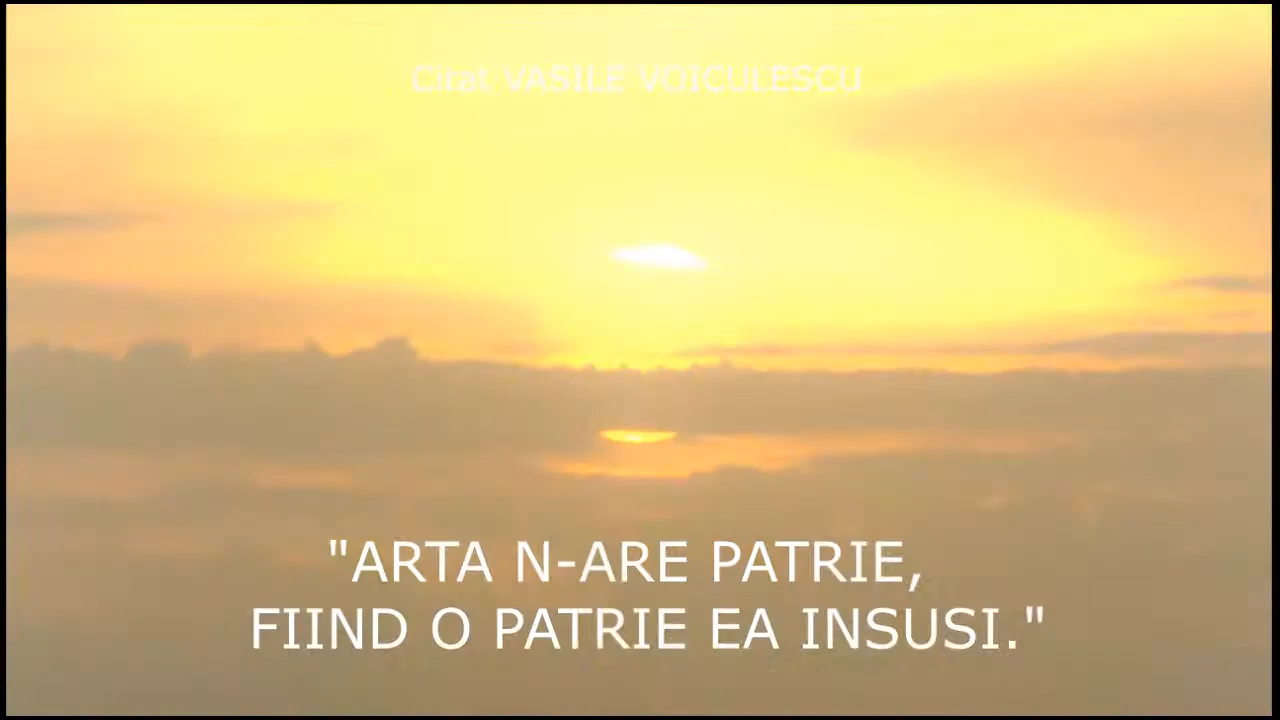 Citat VASILE VOICULESCU
"ARTA N-ARE PATRIE,
FIIND O PATRIE EA INSUSI."